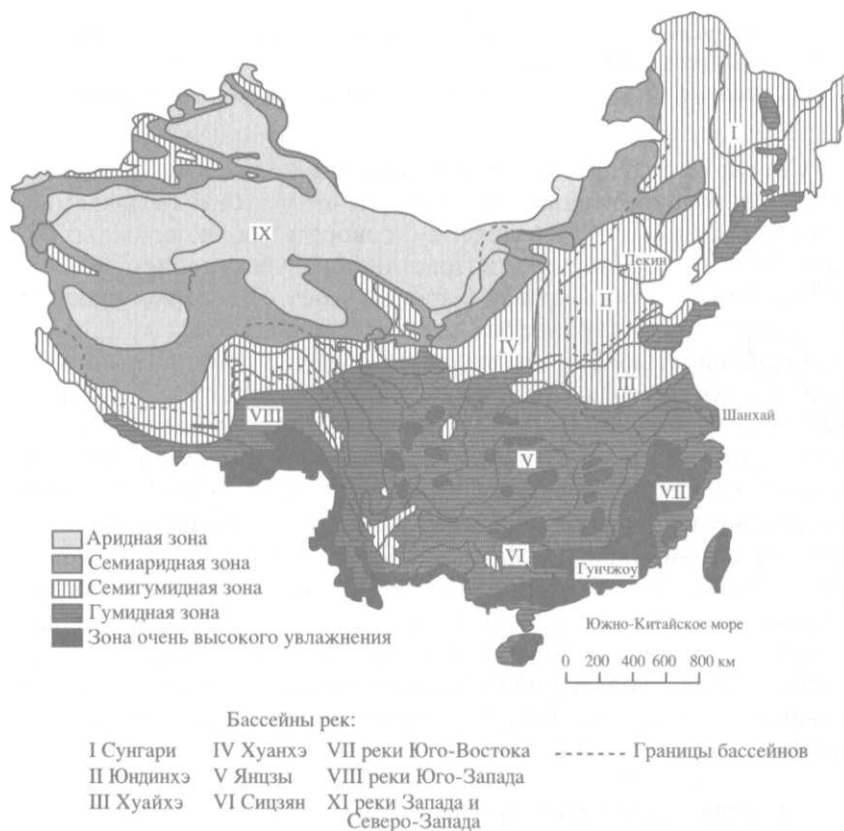 I
IX
Пекин
II
IV
III
VIII
Шанхай
V
VII
VI
Гунчжоу
Аридная зона
Семиаридная зона
Семигумидная зона
Гумидная зона
Зона очень высокого увлажнения
Южно-Китайское море
0 200 400 600 800 км
Бассейны рек:
I Сунгари IV Хуанхэ VII реки Юго-Востока Границы бассейнов
II Юндинхэ V Янцзы VIII реки Юго-Запада
III Хуайхэ VI Сицзян XI реки Запада и
Северо-Запада